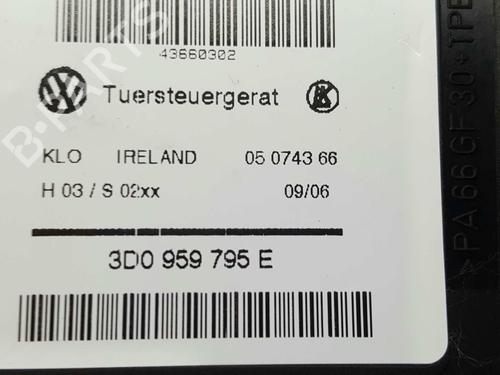 43660302
Tuersteuergerat
KLO IRELAND 05 0743 66
H 03 / S 02xx 09/06
3D0 959 795 E
>PA 66 GF 30+TPE
B-PARTS